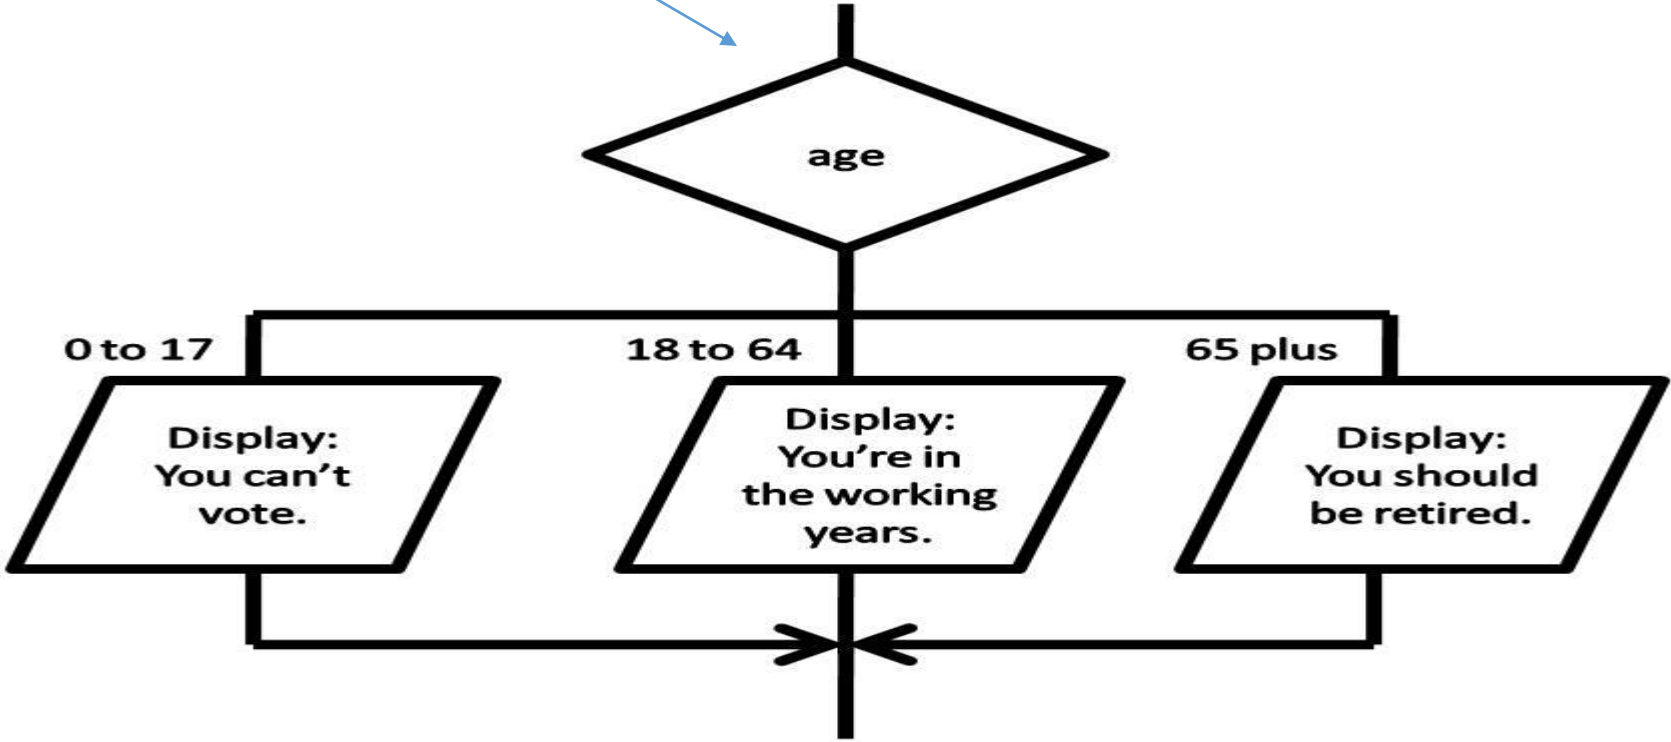 age
0 to 17
18 to 64
65 plus
Display:
You can't
vote.
Display:
You're in
the working
years.
Display:
You should
be retired.